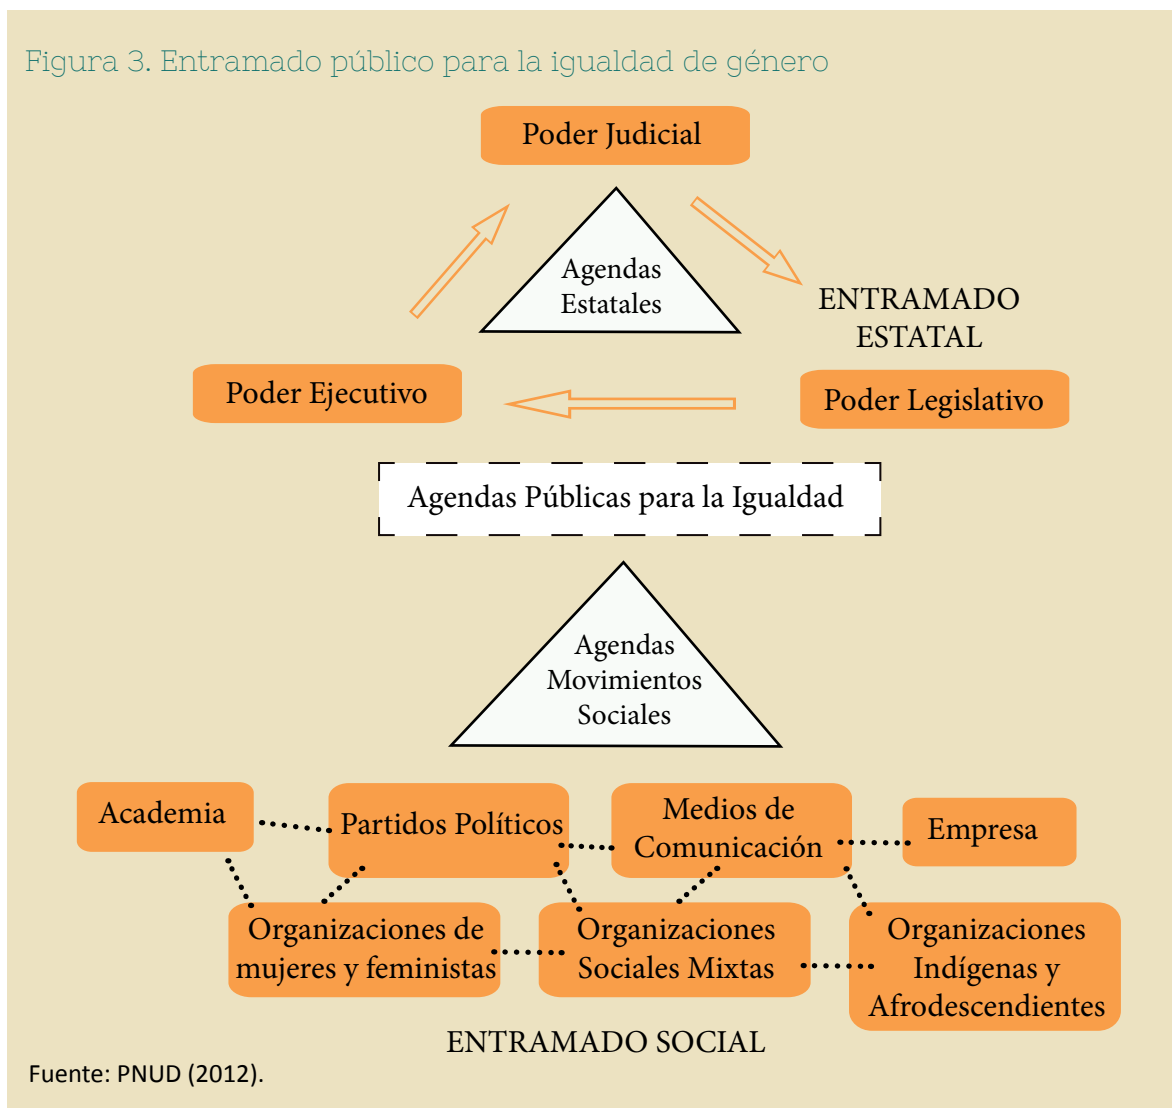 Figura 3. Entramado público para la igualdad de género
Poder Judicial
Agendas
Estatales
ENTRAMADO
ESTATAL
Poder Ejecutivo
Poder Legislativo
Agendas Públicas para la Igualdad
Agendas
Movimientos
Sociales
Academia
Partidos Políticos
Medios de
Comunicación
Empresa
Organizaciones de
mujeres y feministas
Organizaciones
Sociales Mixtas
Organizaciones
Indígenas y
Afrodescendientes
ENTRAMADO SOCIAL
Fuente: PNUD (2012).